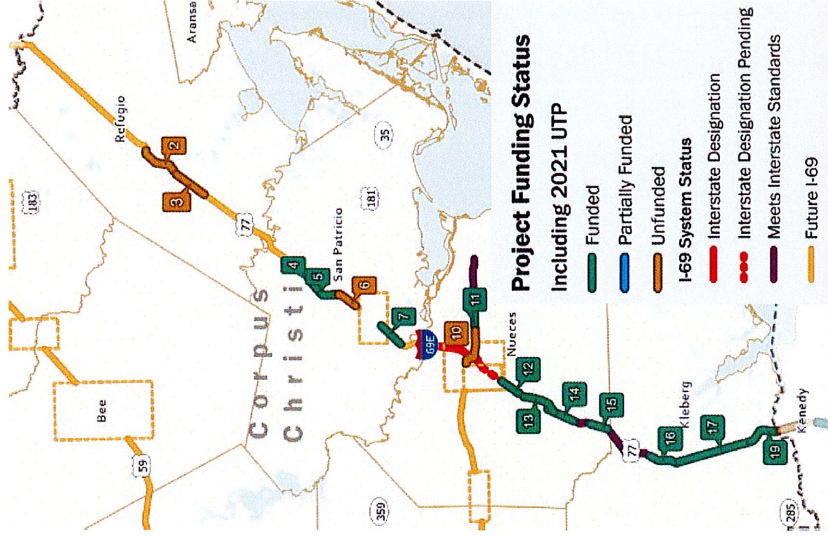 Aransa
Refugio
183
2
3
35
77
181
4
San Patricio
5
6
Corpus
Christi
7
Bee
69E
10
11
Nueces
59
12
13
14
15
Kleberg
359
77
16
17
19
Kenedy
285
Project Funding Status
Including 2021 UTP
Funded
Partially Funded
Unfunded
I-69 System Status
Interstate Designation
Interstate Designation Pending
Meets Interstate Standards
Future I-69